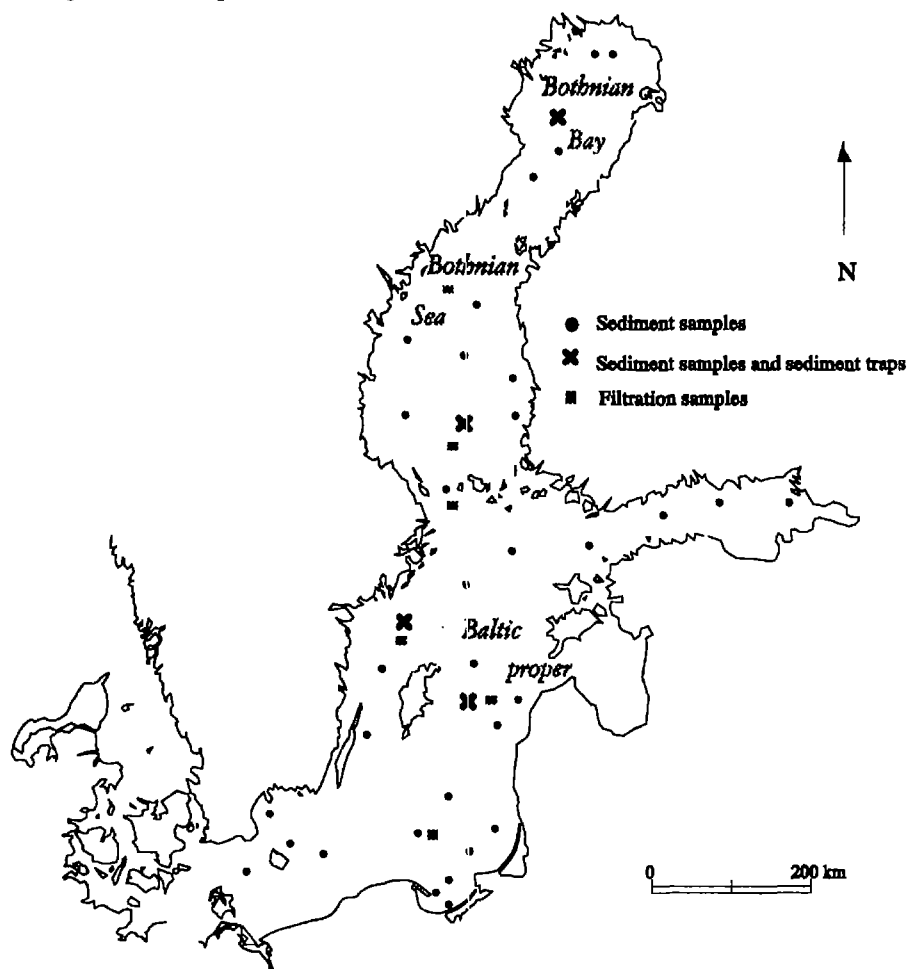 Bothnian
Bay
N
Bothnian
Sea
Sediment samples
Sediment samples and sediment traps
Filtration samples
Baltic
proper
0 200 km